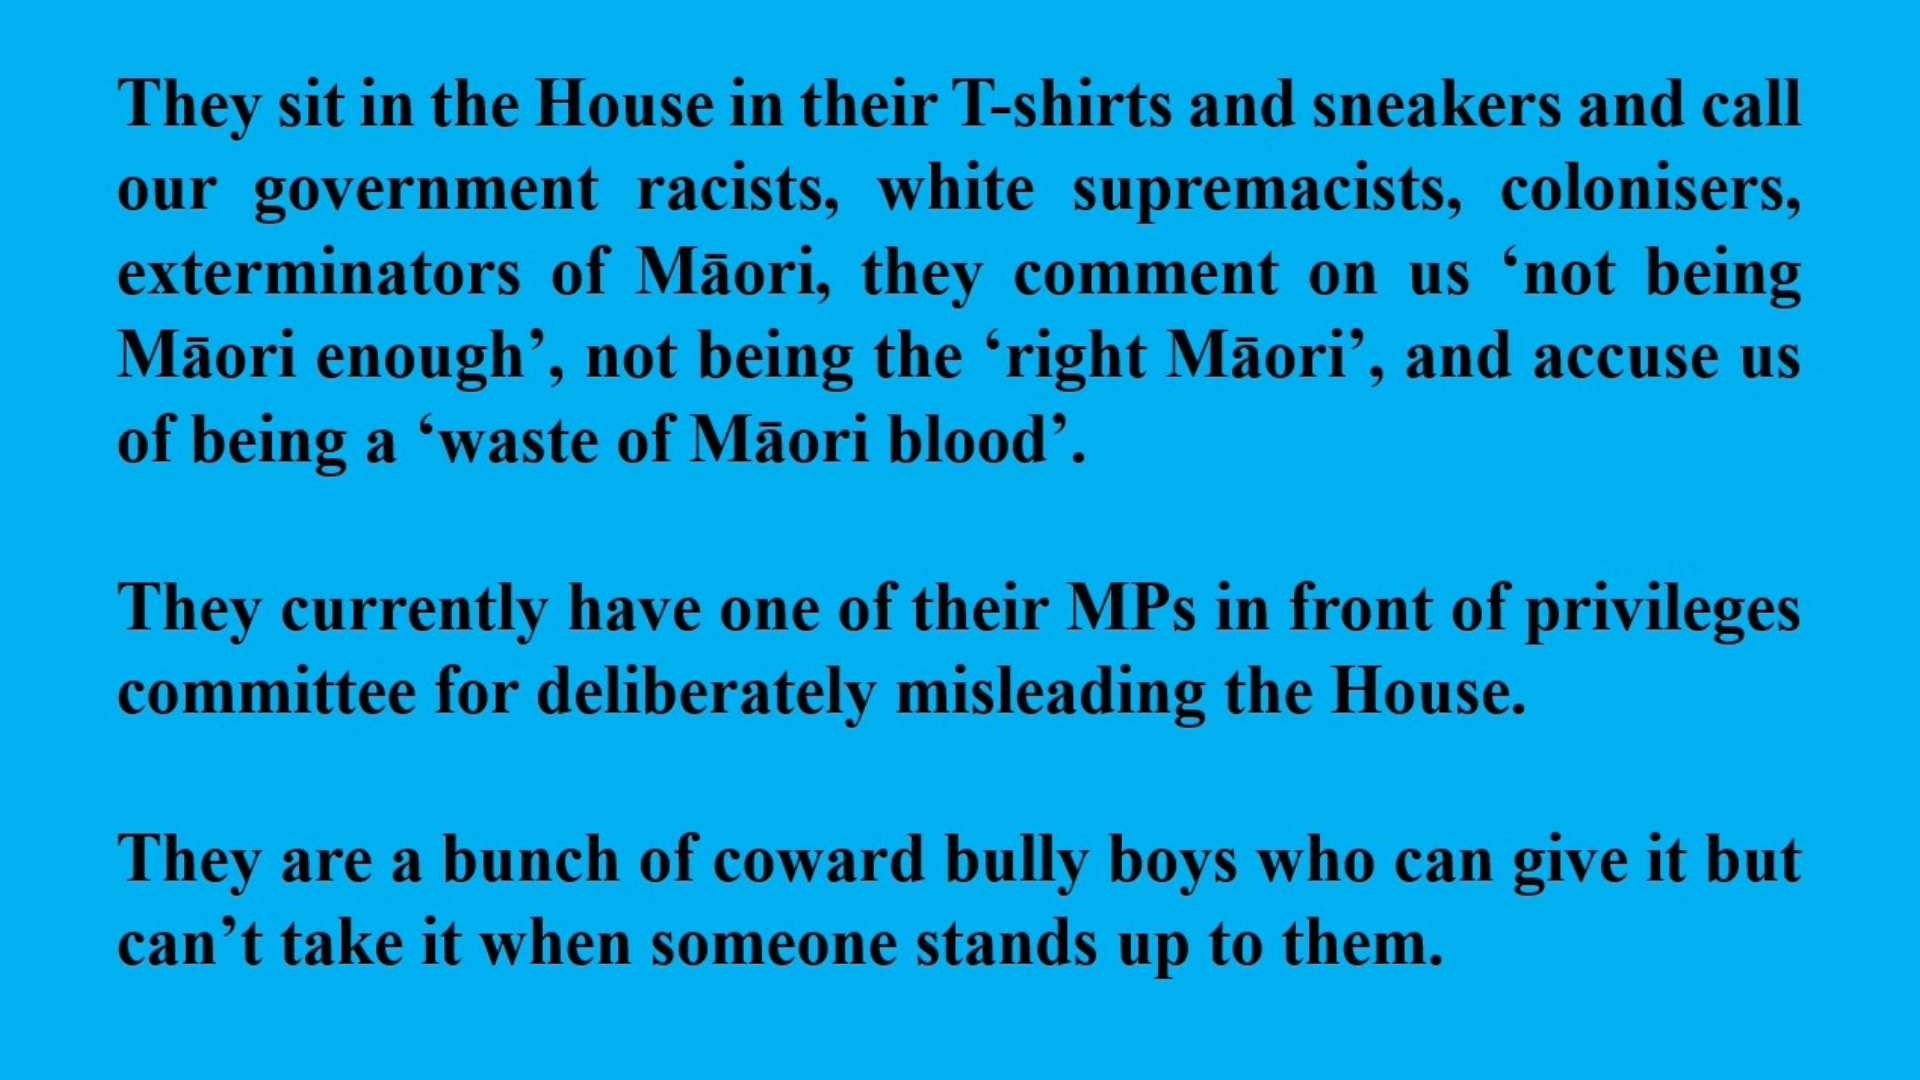 They sit in the House in their T-shirts and sneakers and call
our government racists, white supremacists, colonisers,
exterminators of Māori, they comment on us ‘not being
Māori enough’, not being the ‘right Māori’, and accuse us
of being a ‘waste of Māori blood’.
They currently have one of their MPs in front of privileges
committee for deliberately misleading the House.
They are a bunch of coward bully boys who can give it but
can’t take it when someone stands up to them.